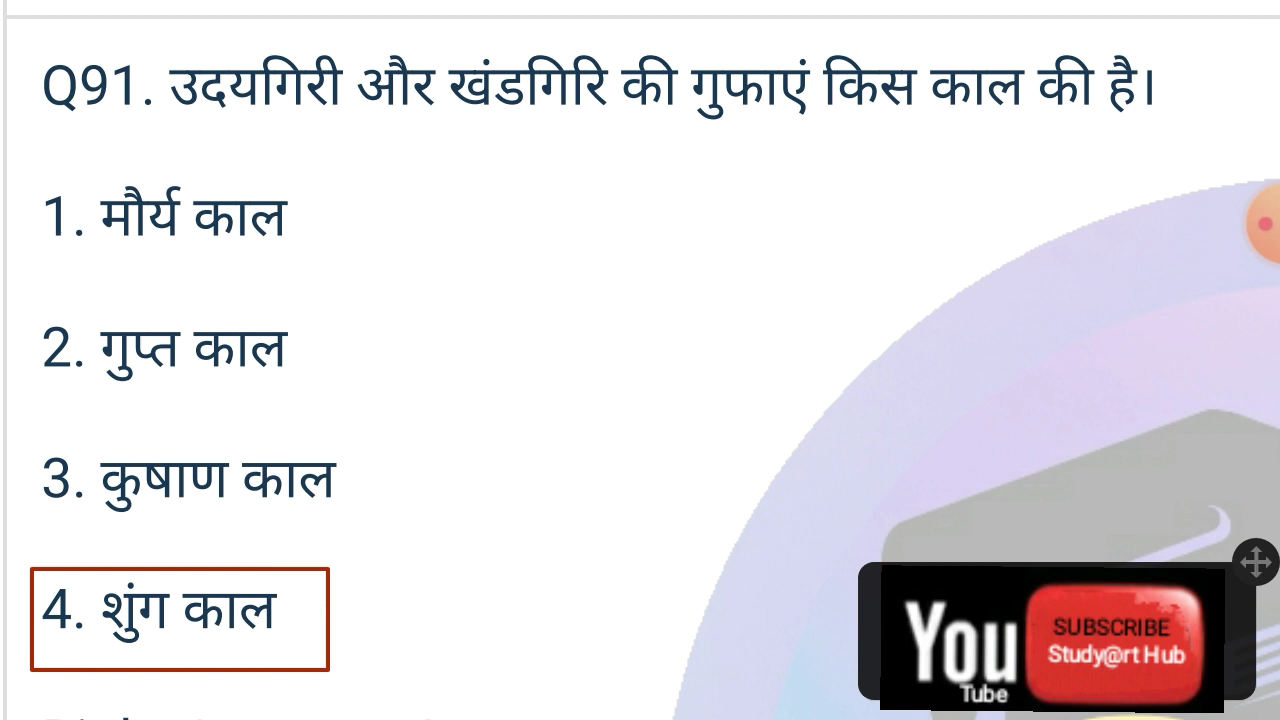 Q91. उदयगिरी और खंडगिरि की गुफाएं किस काल की है।
1. मौर्य काल
2. गुप्त काल
3. कुषाण काल
4. शुंग काल
You
Tube
SUBSCRIBE
Study@rt Hub